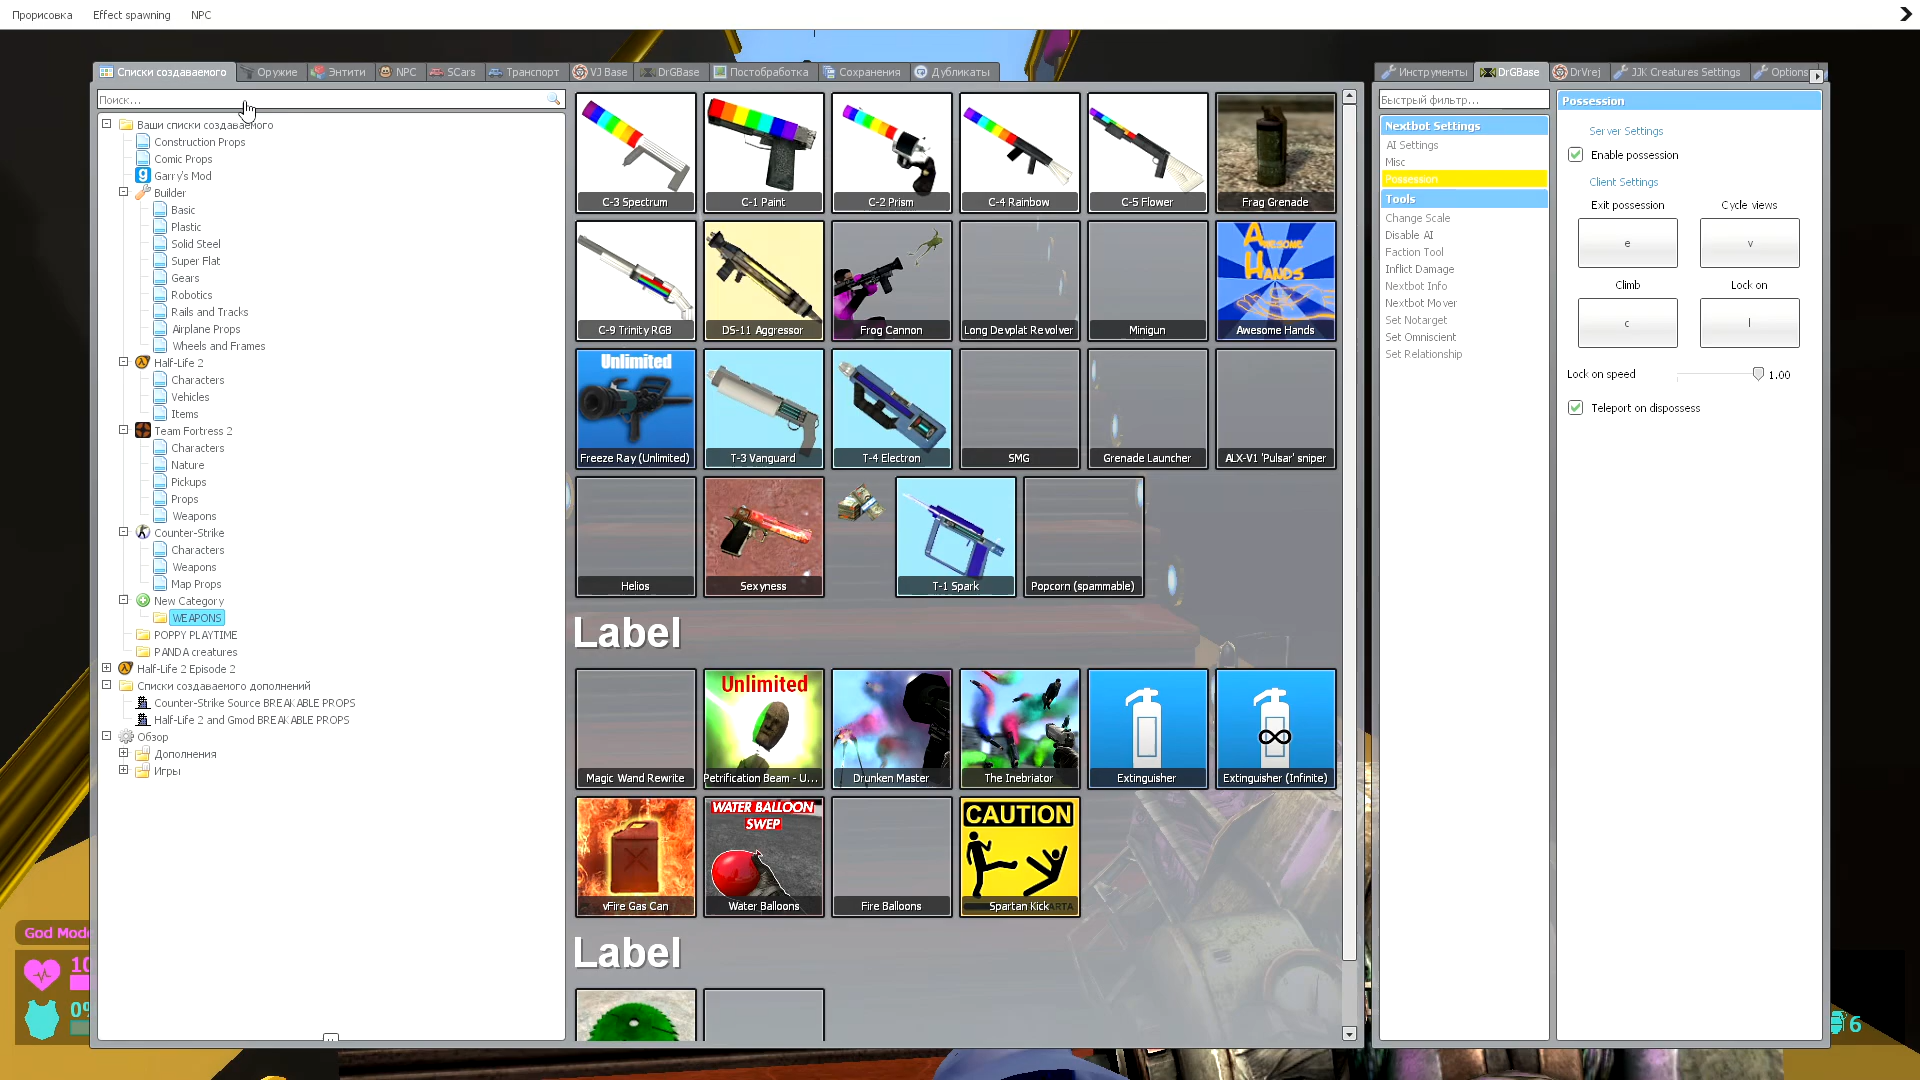 Прорисовка
Effect spawning
NPC
Списки создаваемого
Оружие
Энтити
NPC
SCars
Транспорт
VJ Base
DrGBase
Постобработка
Сохранения
Дубликаты
Поиск...
Ваши списки создаваемого
Construction Props
Comic Props
Garry's Mod
Builder
Basic
Plastic
Solid Steel
Super Flat
Gears
Robotics
Rails and Tracks
Airplane Props
Wheels and Frames
Half-Life 2
Characters
Vehicles
Items
Team Fortress 2
Characters
Nature
Pickups
Props
Weapons
Counter-Strike
Characters
Weapons
Map Props
New Category
WEAPONS
POPPY PLAYTIME
PANDA creatures
Half-Life 2 Episode 2
Списки создаваемого дополнений
Counter-Strike Source BREAKABLE PROPS
Half-Life 2 and Gmod BREAKABLE PROPS
Обзор
Дополнения
Игры
C-3 Spectrum
C-1 Paint
C-2 Prism
C-4 Rainbow
C-5 Flower
Frag Grenade
C-9 Trinity RGB
DS-11 Aggressor
Frog Cannon
Long Devplat Revolver
Minigun
AWESOME HANDS
Awesome Hands
Unlimited
Freeze Ray (Unlimited)
T-3 Vanguard
T-4 Electron
SMG
Grenade Launcher
ALX-V1 'Pulsar' sniper
Helios
Sexyness
T-1 Spark
Popcorn (spammable)
Label
Magic Wand Rewrite
Unlimited
Petrification Beam - U...
Drunken Master
The Inebriator
Extinguisher
Extinguisher (Infinite)
vFire Gas Can
WATER BALLOON
SWEP
Water Balloons
Fire Balloons
CAUTION
Spartan Kick
Label
Инструменты
DrGBase
DrVrej
JJK Creatures Settings
Options
Быстрый фильтр...
Nextbot Settings
AI Settings
Misc
Possession
Tools
Change Scale
Disable AI
Faction Tool
Inflict Damage
Nextbot Info
Nextbot Mover
Set Notarget
Set Omniscient
Set Relationship
Possession
Server Settings
Enable possession
Client Settings
Exit possession
Cycle views
e
v
Climb
Lock on
c
l
Lock on speed
1.00
Teleport on dispossess
God Mode
0%
6